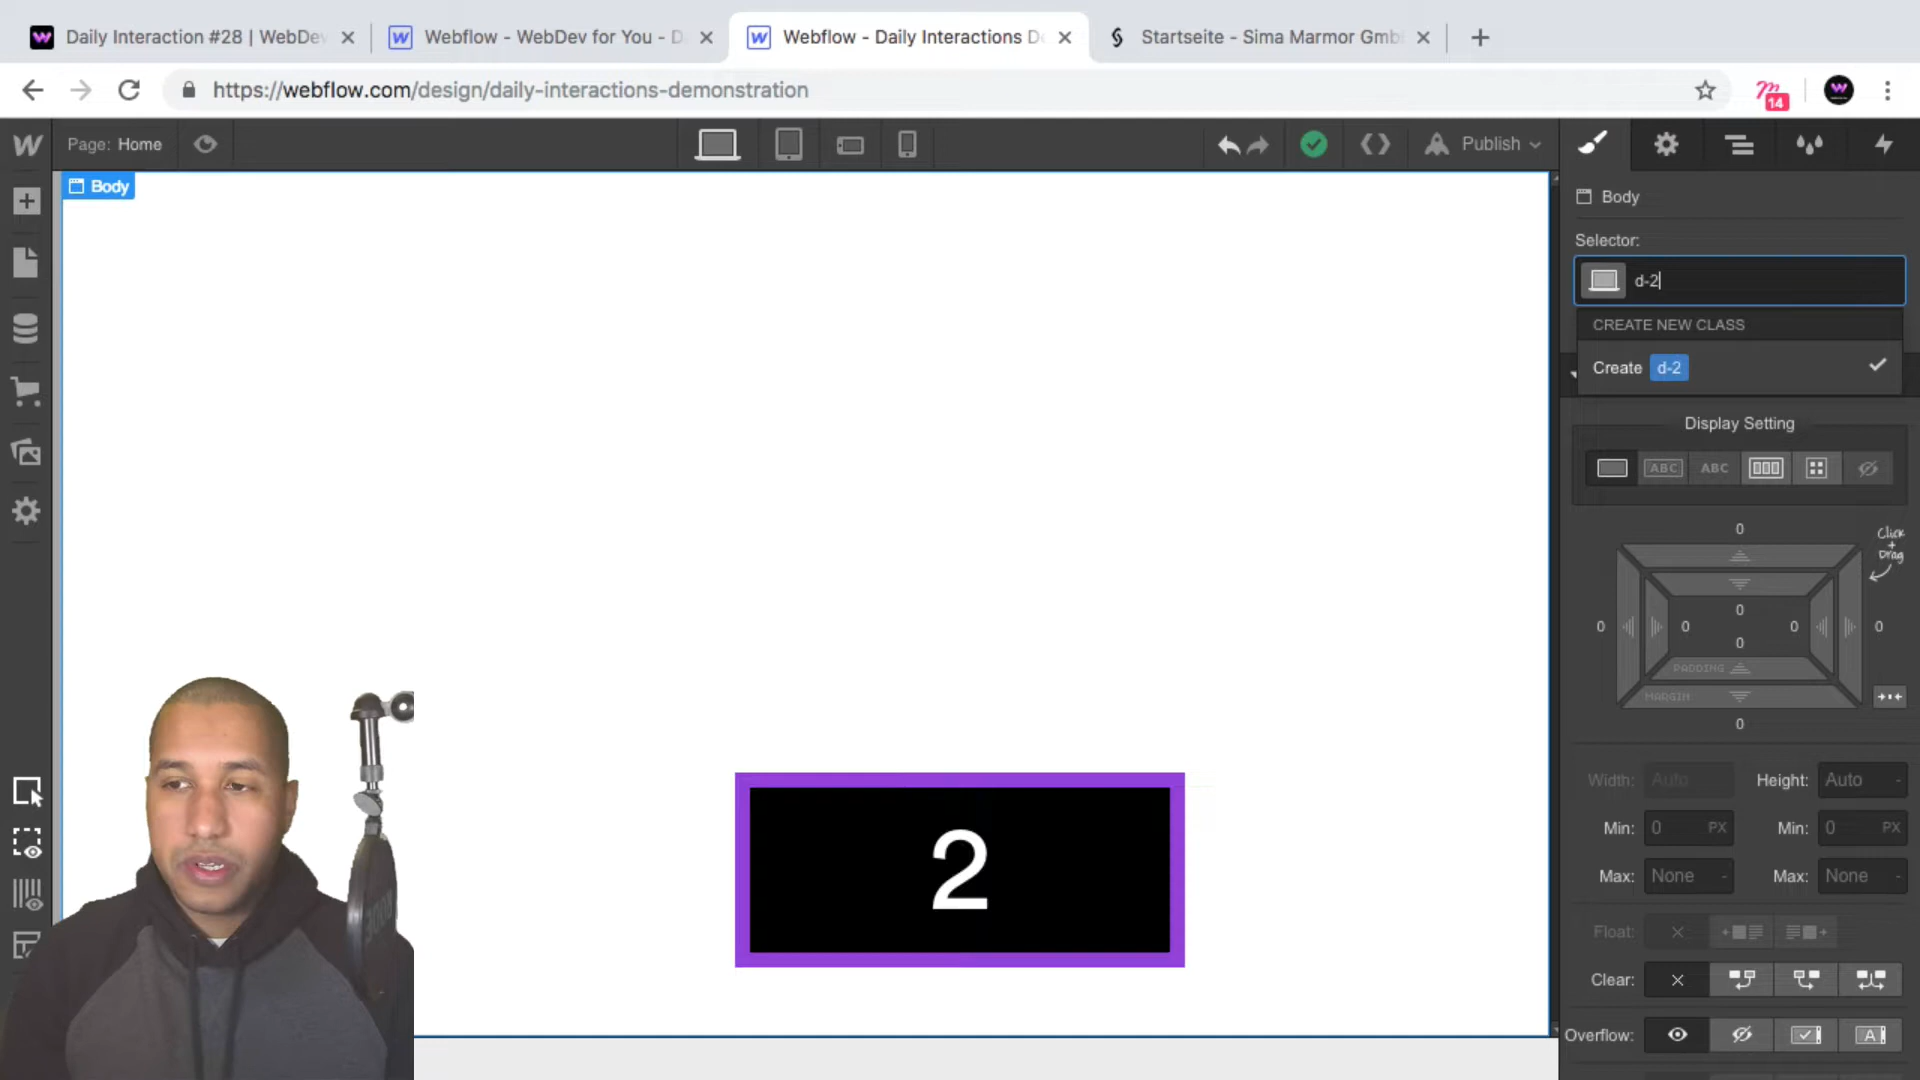 Daily Interaction #28 | WebDev
Webflow - WebDev for You - D
Webflow - Daily Interactions De
Startseite - Sima Marmor Gmb
https://webflow.com/design/daily-interactions-demonstration
14
Page: Home
Publish
Body
Body
Selector:
d-2
CREATE NEW CLASS
Create d-2
Display Setting
ABC
ABC
0
Click + Drag
0
0
0
0
0
0
PADDING
MARGIN
0
Width: Auto Height: Auto -
Min: 0 PX Min: 0 PX
Max: None - Max: None -
Float:
Clear:
Overflow:
A
2